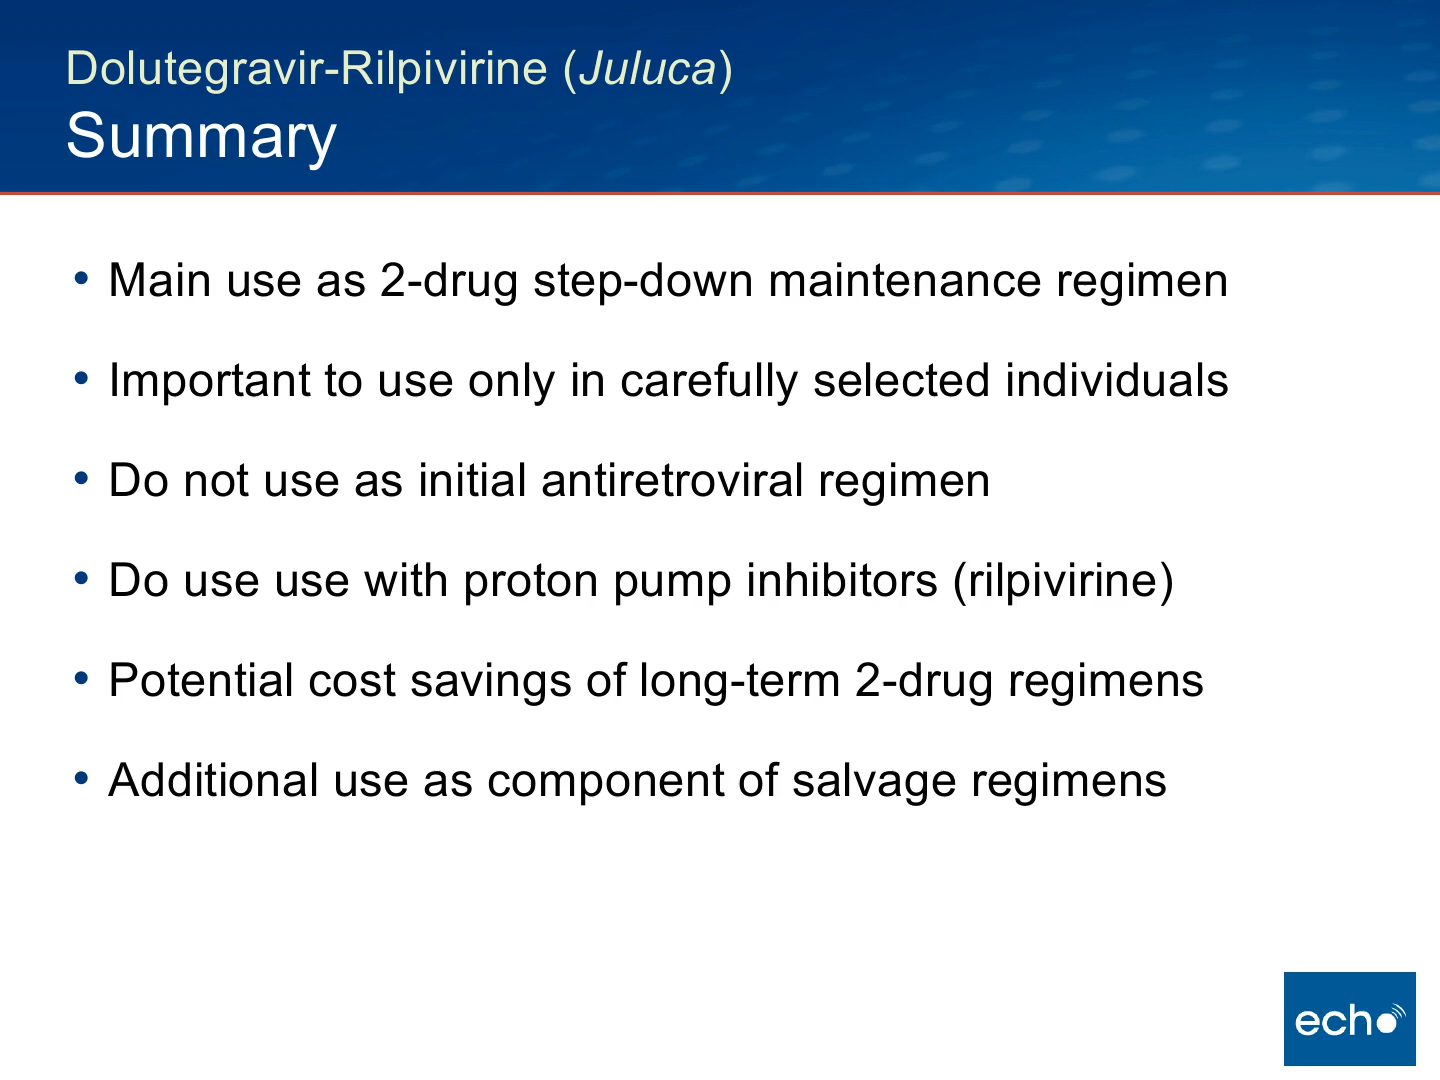 Dolutegravir-Rilpivirine (Juluca)
Summary
• Main use as 2-drug step-down maintenance regimen
• Important to use only in carefully selected individuals
• Do not use as initial antiretroviral regimen
• Do use use with proton pump inhibitors (rilpivirine)
• Potential cost savings of long-term 2-drug regimens
• Additional use as component of salvage regimens
echo